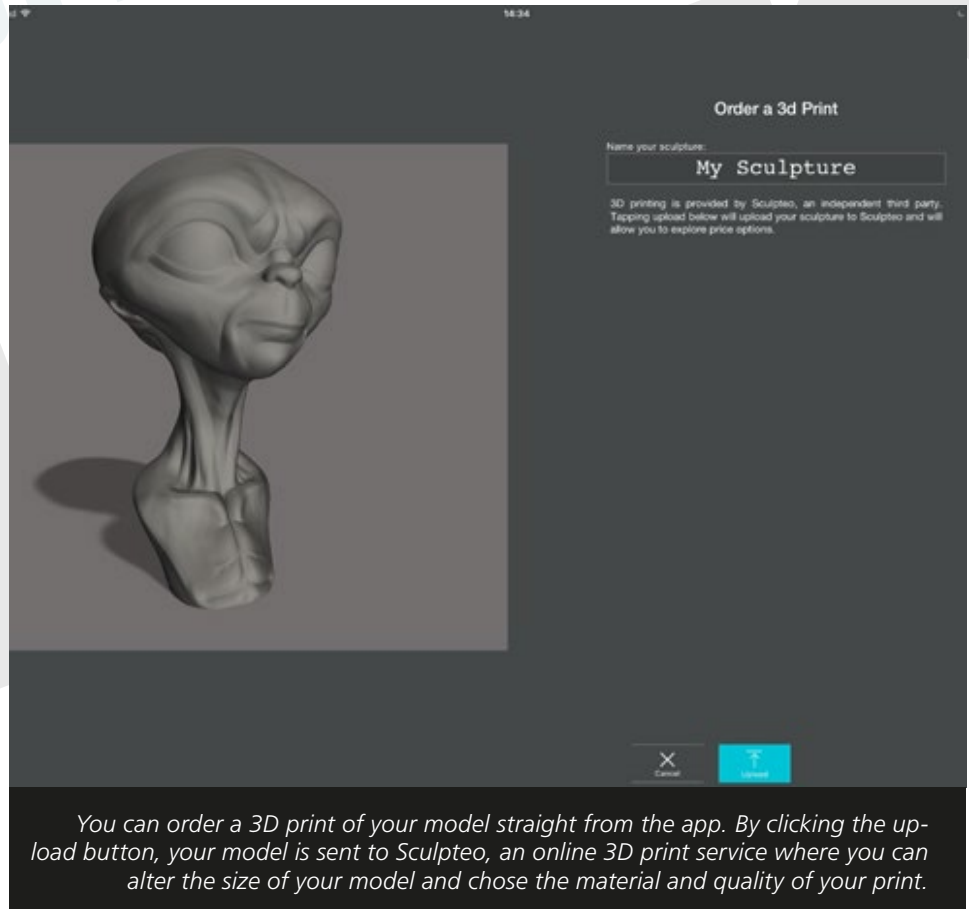 14:34
Order a 3d Print
Name your sculpture:
My Sculpture
3D printing is provided by Sculpteo, an independent third party.
Tapping upload below will upload your sculpture to Sculpteo and will
allow you to explore price options.
Cancel
Upload
You can order a 3D print of your model straight from the app. By clicking the up-
load button, your model is sent to Sculpteo, an online 3D print service where you can
alter the size of your model and chose the material and quality of your print.